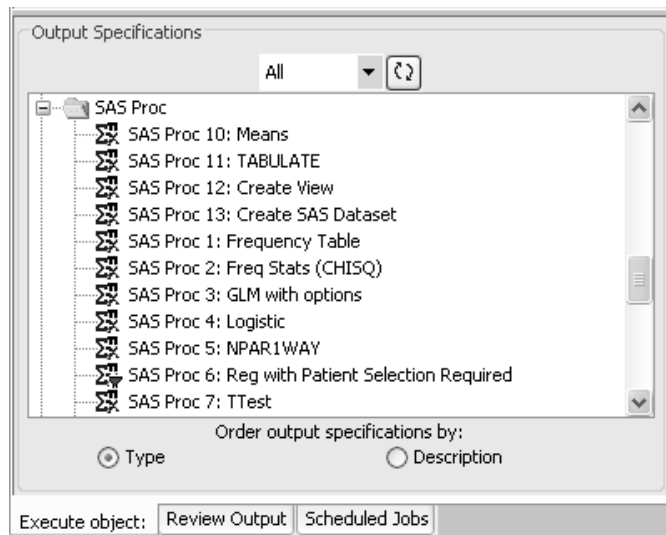 Output Specifications
All
SAS Proc
SAS Proc 10: Means
SAS Proc 11: TABULATE
SAS Proc 12: Create View
SAS Proc 13: Create SAS Dataset
SAS Proc 1: Frequency Table
SAS Proc 2: Freq Stats (CHISQ)
SAS Proc 3: GLM with options
SAS Proc 4: Logistic
SAS Proc 5: NPAR1WAY
SAS Proc 6: Reg with Patient Selection Required
SAS Proc 7: TTest
Order output specifications by:
Type Description
Execute object: Review Output Scheduled Jobs